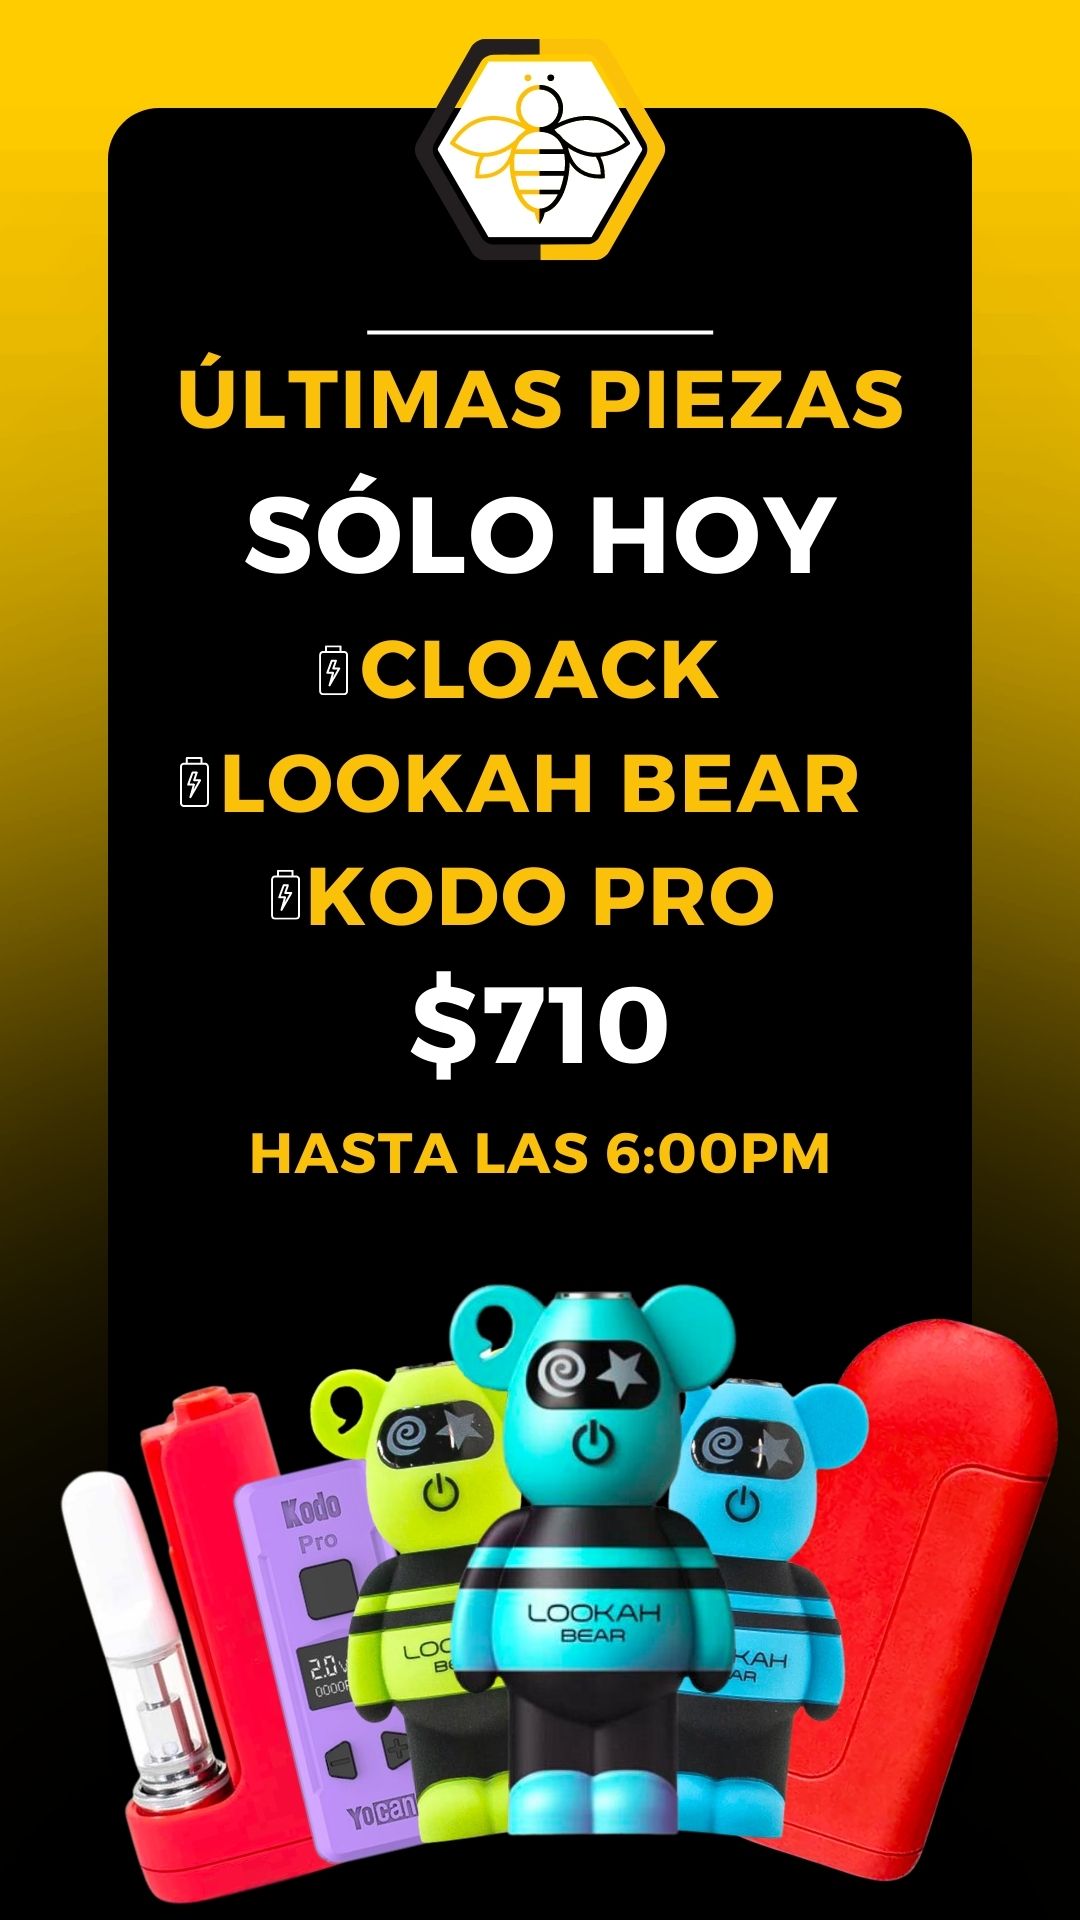 ÚLTIMAS PIEZAS
SÓLO HOY
CLOACK
LOOKAH BEAR
KODO PRO
$710
HASTA LAS 6:00PM
Kodo
Pro
2.0
Yocan
LOOKAH
BEAR